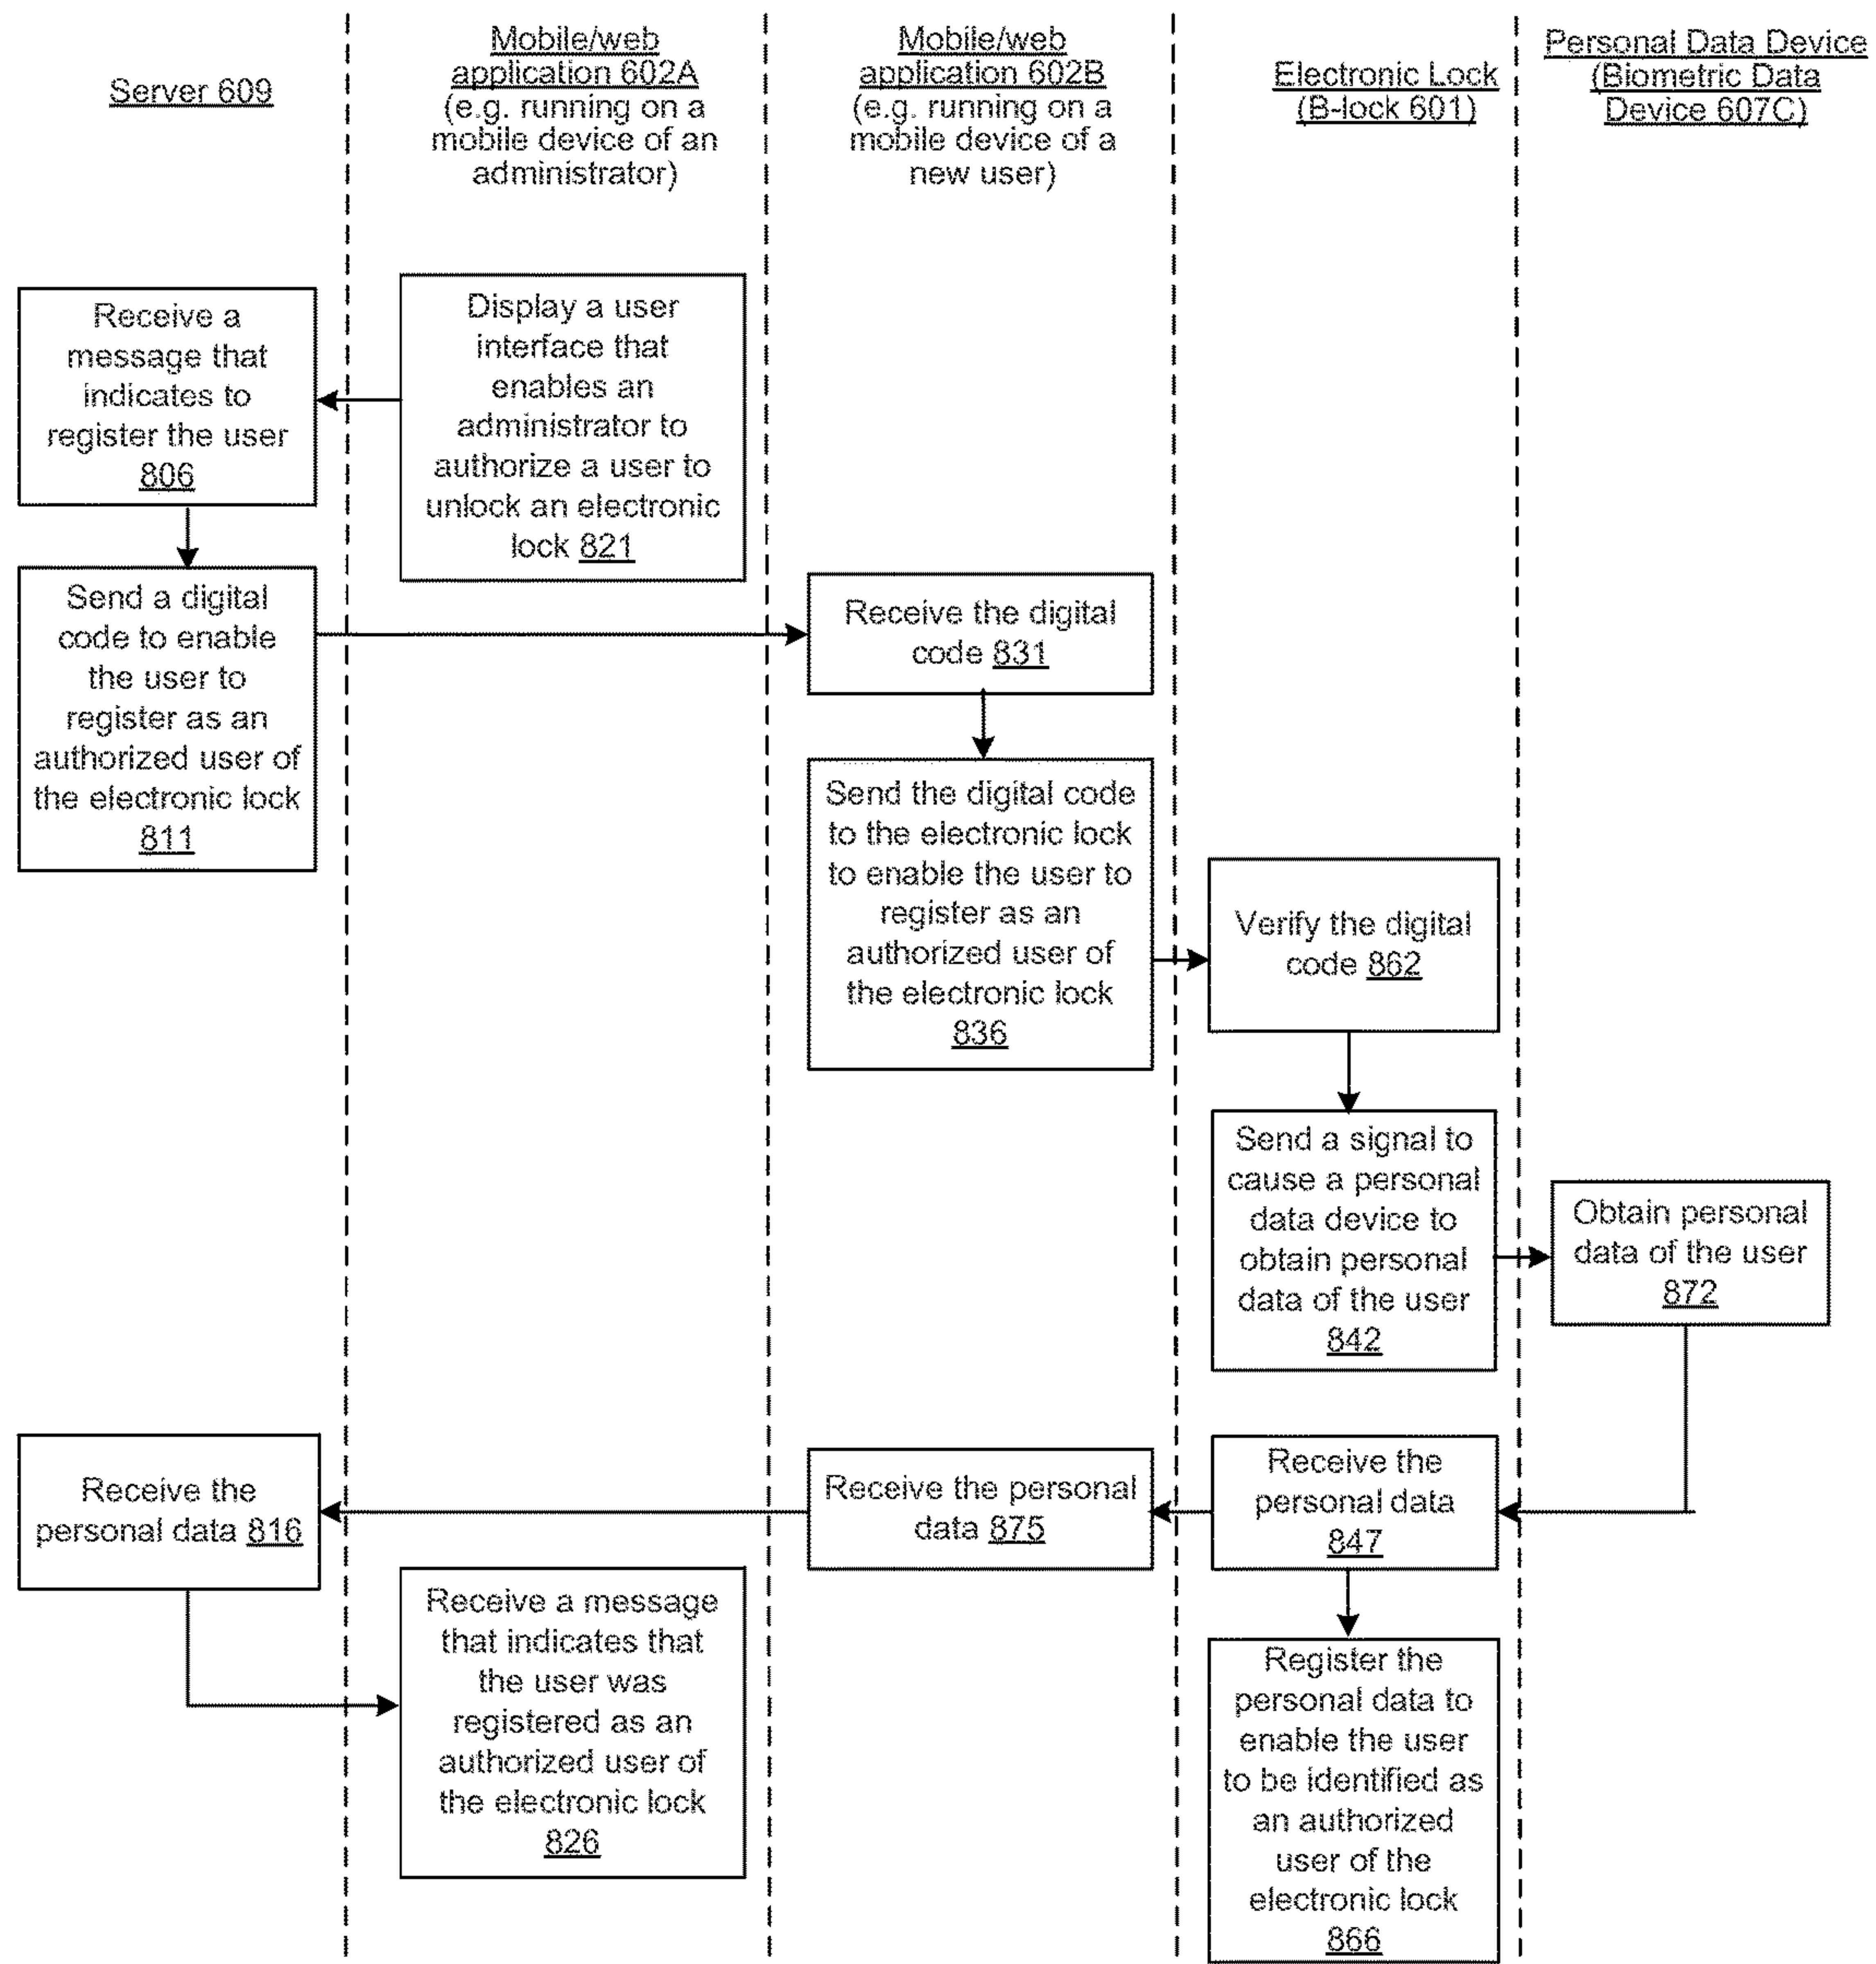 Server 609
Mobile/web
application 602A
(e.g. running on a
mobile device of an
administrator)
Mobile/web
application 602B
(e.g. running on a
mobile device of a
new user)
Electronic Lock
(B-lock 601)
Personal Data Device
(Biometric Data
Device 607C)
Receive a
message that
indicates to
register the user
806
Display a user
interface that
enables an
administrator to
authorize a user to
unlock an electronic
lock 821
Send a digital
code to enable
the user to
register as an
authorized user of
the electronic lock
811
Receive the digital
code 831
Send the digital code
to the electronic lock
to enable the user to
register as an
authorized user of
the electronic lock
836
Verify the digital
code 862
Send a signal to
cause a personal
data device to
obtain personal
data of the user
842
Obtain personal
data of the user
872
Receive the
personal data
847
Receive the personal
data 875
Receive the
personal data 816
Receive a message
that indicates that
the user was
registered as an
authorized user of
the electronic lock
826
Register the
personal data to
enable the user
to be identified as
an authorized
user of the
electronic lock
866